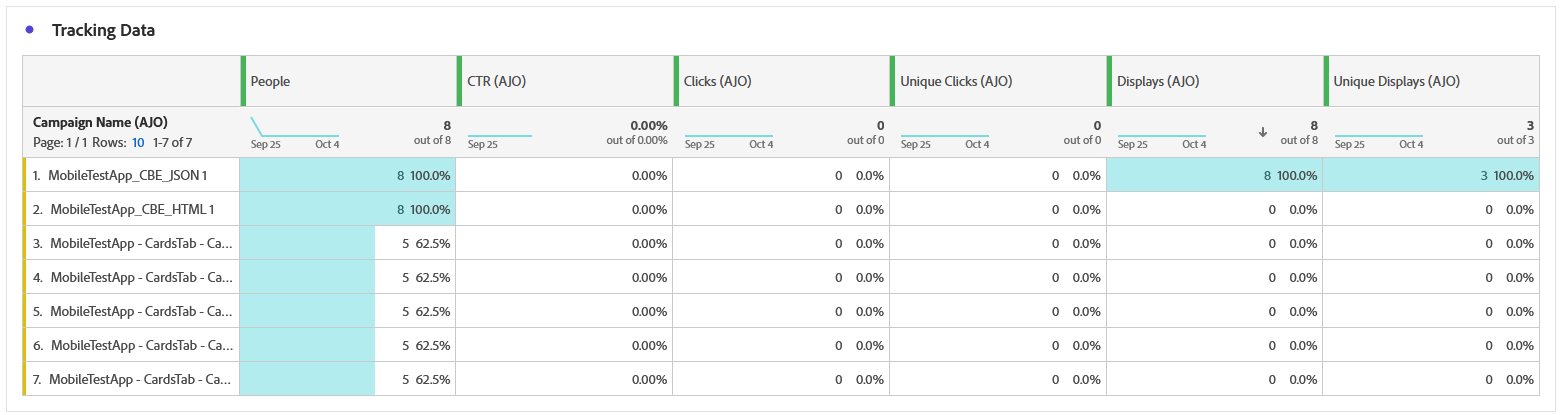 Tracking Data
People CTR (AJO) Clicks (AJO) Unique Clicks (AJO) Displays (AJO) Unique Displays (AJO)
Campaign Name (AJO) 8 0.00% 0 0 8 3
Page: 1 / 1 Rows: 10 1-7 of 7 Sep 25 Oct 4 out of 8 Sep 25 out of 0.00% Sep 25 Oct 4 out of 0 Sep 25 Oct 4 out of 0 Sep 25 Oct 4 out of 8 Sep 25 Oct 4 out of 3
1. MobileTestApp_CBE_JSON 1 8 100.0% 0.00% 0 0.0% 0 0.0% 8 100.0% 3 100.0%
2. MobileTestApp_CBE_HTML 1 8 100.0% 0.00% 0 0.0% 0 0.0% 0 0.0% 0 0.0%
3. MobileTestApp - CardsTab - Ca... 5 62.5% 0.00% 0 0.0% 0 0.0% 0 0.0% 0 0.0%
4. MobileTestApp - CardsTab - Ca... 5 62.5% 0.00% 0 0.0% 0 0.0% 0 0.0% 0 0.0%
5. MobileTestApp - CardsTab - Ca... 5 62.5% 0.00% 0 0.0% 0 0.0% 0 0.0% 0 0.0%
6. MobileTestApp - CardsTab - Ca... 5 62.5% 0.00% 0 0.0% 0 0.0% 0 0.0% 0 0.0%
7. MobileTestApp - CardsTab - Ca... 5 62.5% 0.00% 0 0.0% 0 0.0% 0 0.0% 0 0.0%